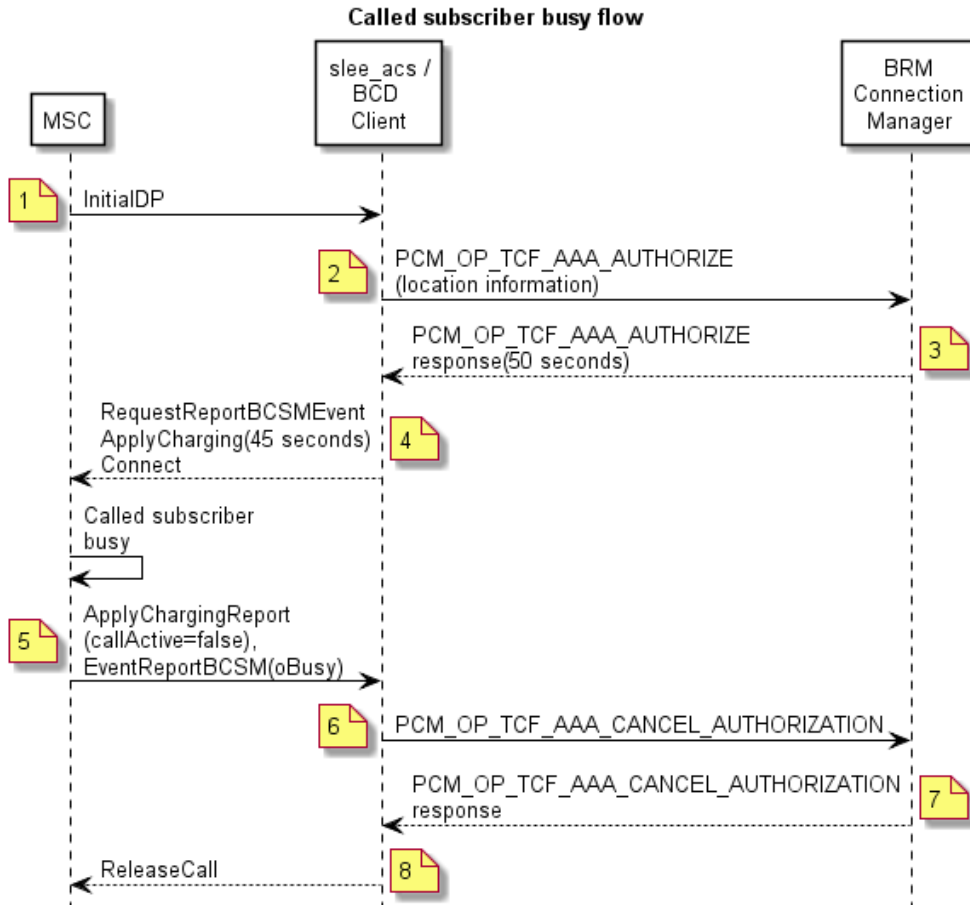 Called subscriber busy flow
MSC
slee_acs /
BCD
Client
BRM
Connection
Manager
1
InitialDP
2
PCM_OP_TCF_AAA_AUTHORIZE
(location information)
PCM_OP_TCF_AAA_AUTHORIZE
response(50 seconds)
3
RequestReportBCSMEvent
ApplyCharging(45 seconds)
Connect
4
Called subscriber
busy
5
ApplyChargingReport
(callActive=false),
EventReportBCSM(oBusy)
6
PCM_OP_TCF_AAA_CANCEL_AUTHORIZATION
PCM_OP_TCF_AAA_CANCEL_AUTHORIZATION
response
7
ReleaseCall
8